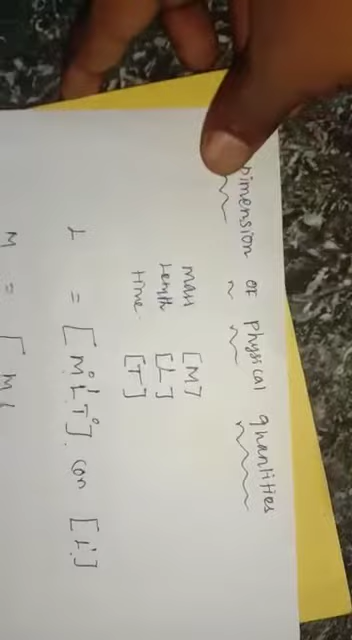 Dimension of Physical quantities
Mass [M]
Length [L]
time. [T]
L = [M⁰L¹T⁰] (or) [L¹]
M = [M L